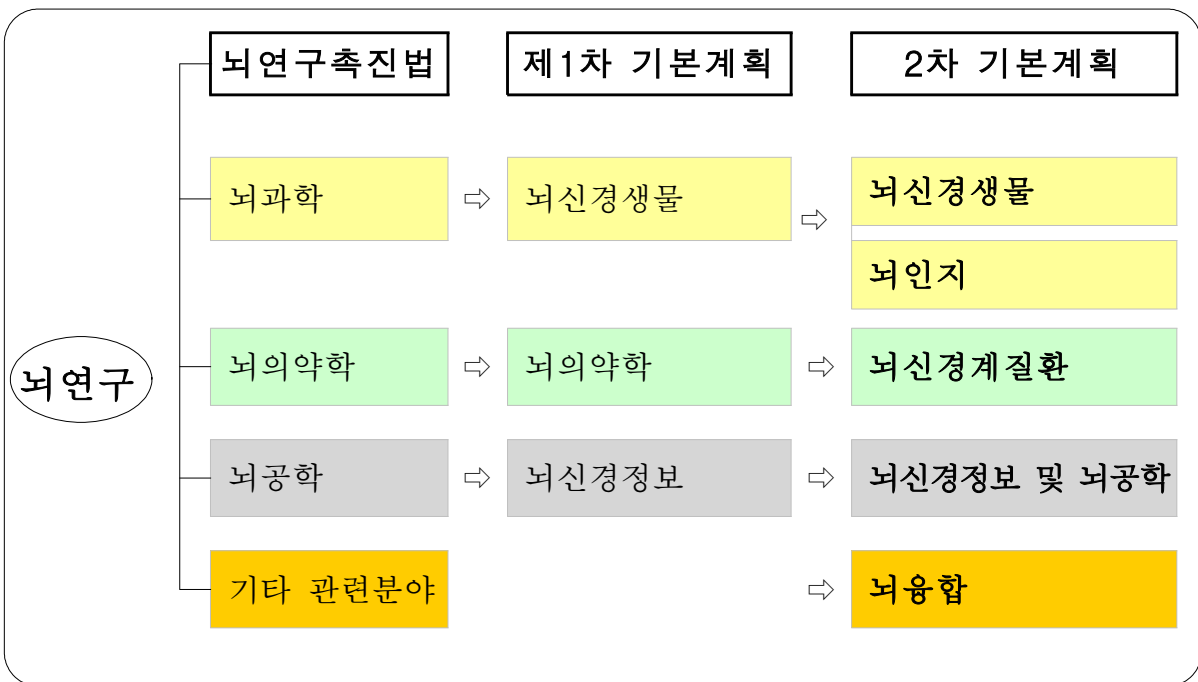 뇌연구촉진법 제1차 기본계획 2차 기본계획
뇌과학 ⇨ 뇌신경생물 ⇨ 뇌신경생물
뇌인지
뇌연구
뇌의약학 ⇨ 뇌의약학 ⇨ 뇌신경계질환
뇌공학 ⇨ 뇌신경정보 ⇨ 뇌신경정보 및 뇌공학
기타 관련분야 ⇨ 뇌융합